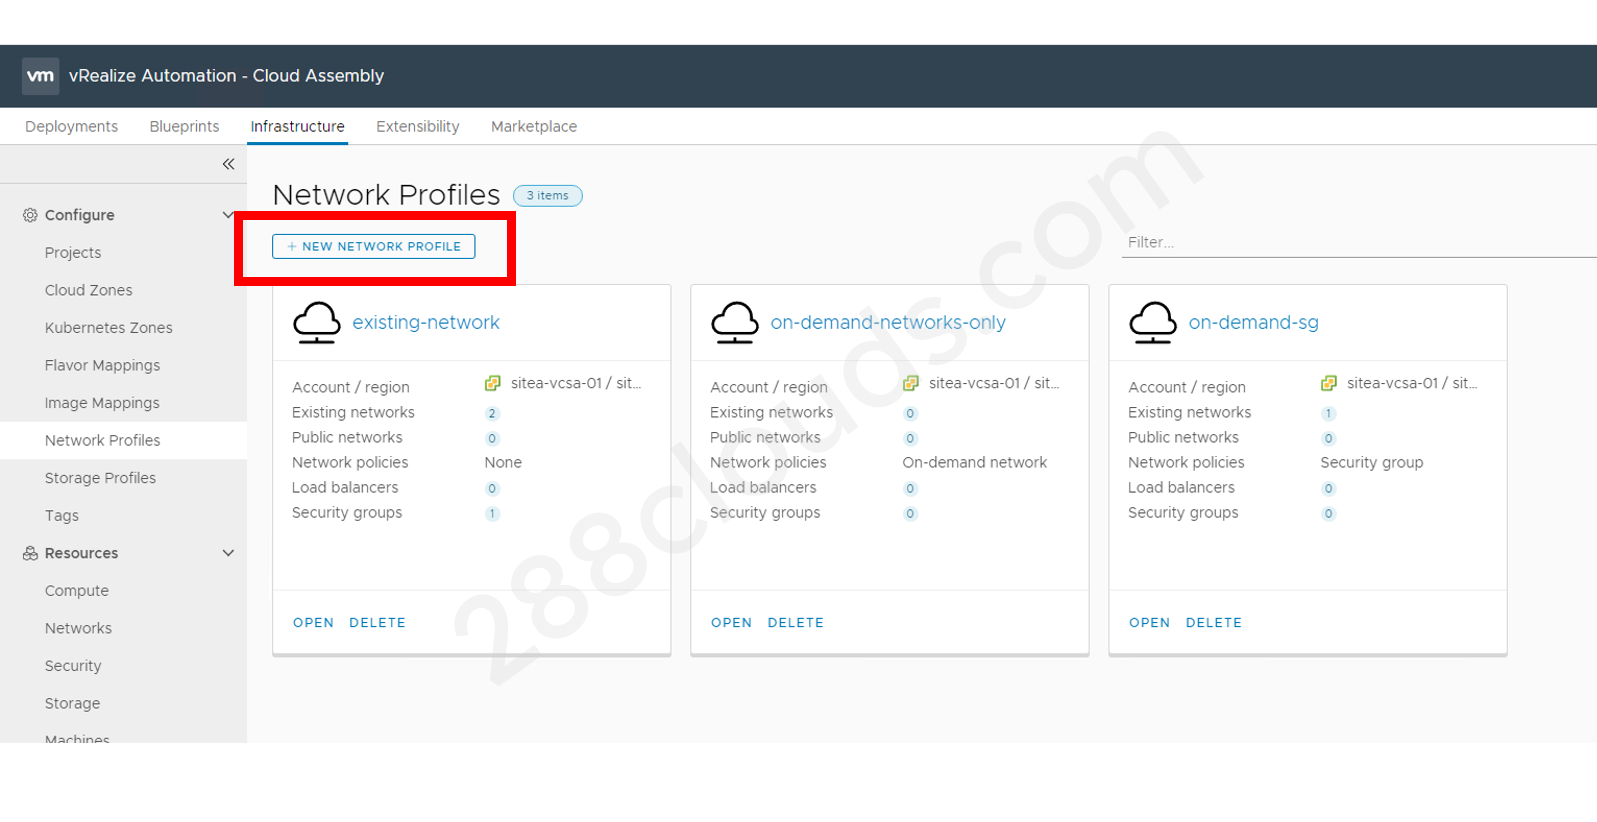 vm vRealize Automation - Cloud Assembly
Deployments Blueprints Infrastructure Extensibility Marketplace
Configure
Projects
Cloud Zones
Kubernetes Zones
Flavor Mappings
Image Mappings
Network Profiles
Storage Profiles
Tags
Resources
Compute
Networks
Security
Storage
Machines
Network Profiles 3 items
+ NEW NETWORK PROFILE
Filter...
existing-network
Account / region sitea-vcsa-01 / sit...
Existing networks 2
Public networks 0
Network policies None
Load balancers 0
Security groups 1
OPEN DELETE
on-demand-networks-only
Account / region sitea-vcsa-01 / sit...
Existing networks 0
Public networks 0
Network policies On-demand network
Load balancers 0
Security groups 0
OPEN DELETE
on-demand-sg
Account / region sitea-vcsa-01 / sit...
Existing networks 1
Public networks 0
Network policies Security group
Load balancers 0
Security groups 0
OPEN DELETE
288clouds.com